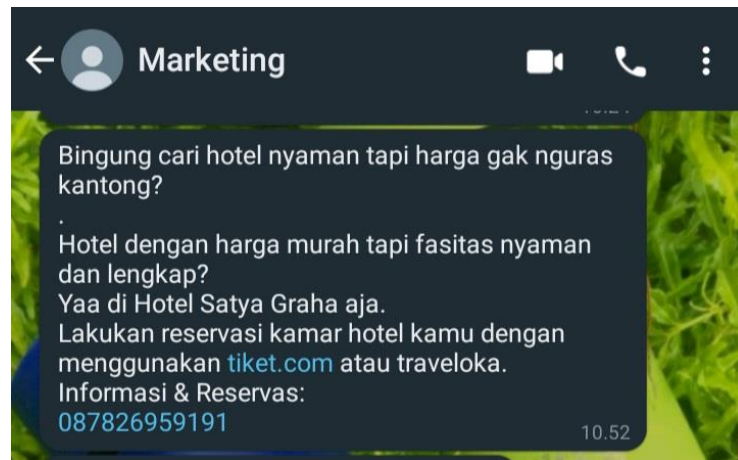 Marketing
Bingung cari hotel nyaman tapi harga gak nguras
kantong?
.
Hotel dengan harga murah tapi fasitas nyaman
dan lengkap?
Yaa di Hotel Satya Graha aja.
Lakukan reservasi kamar hotel kamu dengan
menggunakan tiket.com atau traveloka.
Informasi & Reservas:
087826959191
10.52